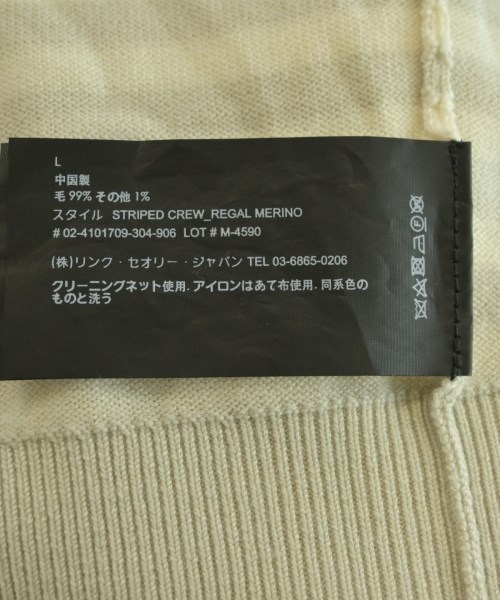 L
中国製
毛 99% その他 1%
スタイル STRIPED CREW_REGAL MERINO
# 02-4101709-304-906 LOT # M-4590
(株)リンク・セオリー・ジャパン TEL 03-6865-0206
クリーニングネット使用. アイロンはあて布使用. 同系色の
ものと洗う